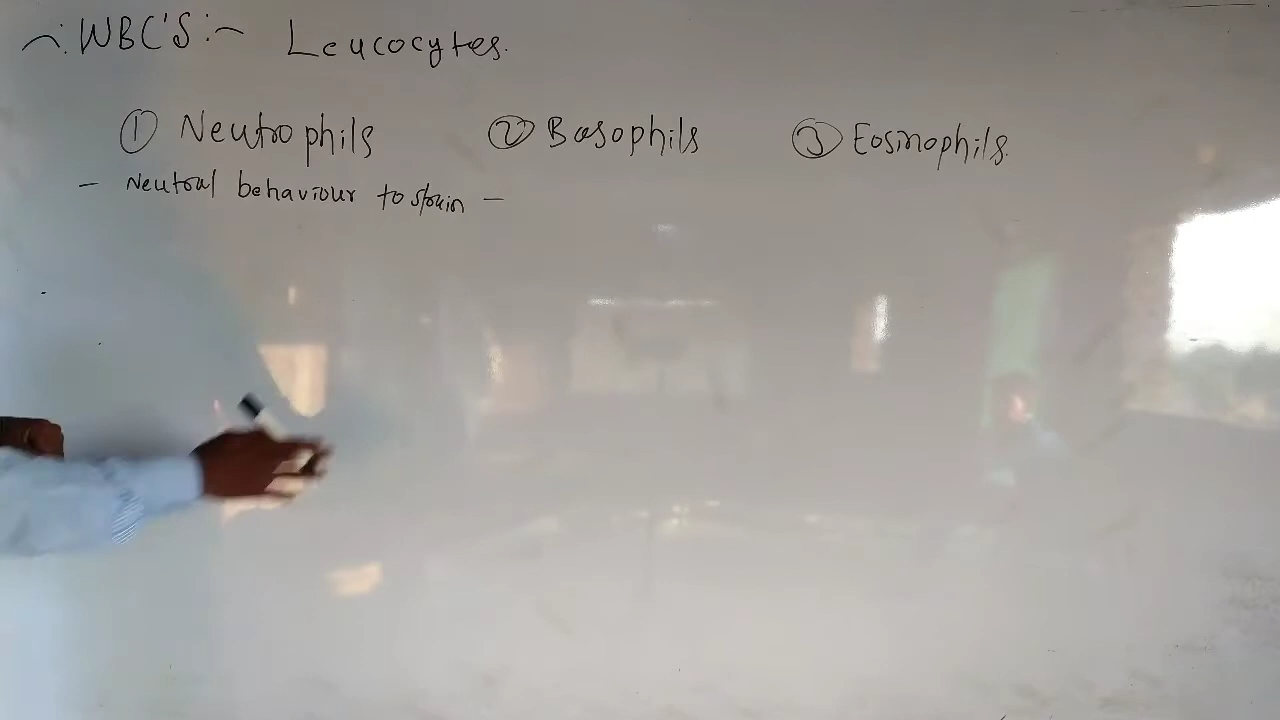 WBC'S Leucocytes.
① Neutrophils ② Basophils ③ Eosinophils.
- Neutral behaviour to stain -